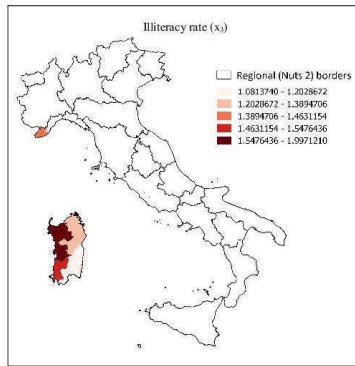 Illiteracy rate (x₃)
Regional (Nuts 2) borders
1.0813740 - 1.2028672
1.2028672 - 1.3894706
1.3894706 - 1.4631154
1.4631154 - 1.5476436
1.5476436 - 1.9971210